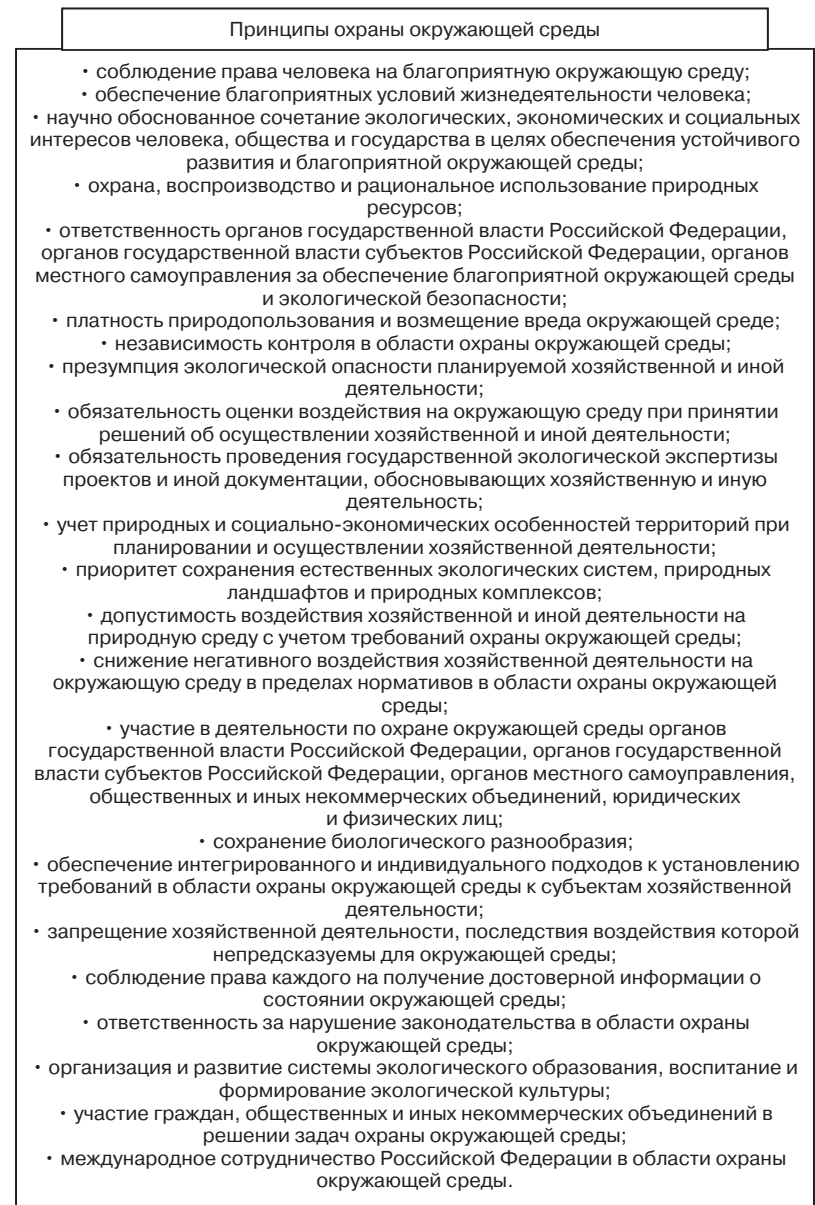 Принципы охраны окружающей среды
• соблюдение права человека на благоприятную окружающую среду;
• обеспечение благоприятных условий жизнедеятельности человека;
• научно обоснованное сочетание экологических, экономических и социальных
интересов человека, общества и государства в целях обеспечения устойчивого
развития и благоприятной окружающей среды;
• охрана, воспроизводство и рациональное использование природных
ресурсов;
• ответственность органов государственной власти Российской Федерации,
органов государственной власти субъектов Российской Федерации, органов
местного самоуправления за обеспечение благоприятной окружающей среды
и экологической безопасности;
• платность природопользования и возмещение вреда окружающей среде;
• независимость контроля в области охраны окружающей среды;
• презумпция экологической опасности планируемой хозяйственной и иной
деятельности;
• обязательность оценки воздействия на окружающую среду при принятии
решений об осуществлении хозяйственной и иной деятельности;
• обязательность проведения государственной экологической экспертизы
проектов и иной документации, обосновывающих хозяйственную и иную
деятельность;
• учет природных и социально-экономических особенностей территорий при
планировании и осуществлении хозяйственной деятельности;
• приоритет сохранения естественных экологических систем, природных
ландшафтов и природных комплексов;
• допустимость воздействия хозяйственной и иной деятельности на
природную среду с учетом требований охраны окружающей среды;
• снижение негативного воздействия хозяйственной деятельности на
окружающую среду в пределах нормативов в области охраны окружающей
среды;
• участие в деятельности по охране окружающей среды органов
государственной власти Российской Федерации, органов государственной
власти субъектов Российской Федерации, органов местного самоуправления,
общественных и иных некоммерческих объединений, юридических
и физических лиц;
• сохранение биологического разнообразия;
• обеспечение интегрированного и индивидуального подходов к установлению
требований в области охраны окружающей среды к субъектам хозяйственной
деятельности;
• запрещение хозяйственной деятельности, последствия воздействия которой
непредсказуемы для окружающей среды;
• соблюдение права каждого на получение достоверной информации о
состоянии окружающей среды;
• ответственность за нарушение законодательства в области охраны
окружающей среды;
• организация и развитие системы экологического образования, воспитание и
формирование экологической культуры;
• участие граждан, общественных и иных некоммерческих объединений в
решении задач охраны окружающей среды;
• международное сотрудничество Российской Федерации в области охраны
окружающей среды.